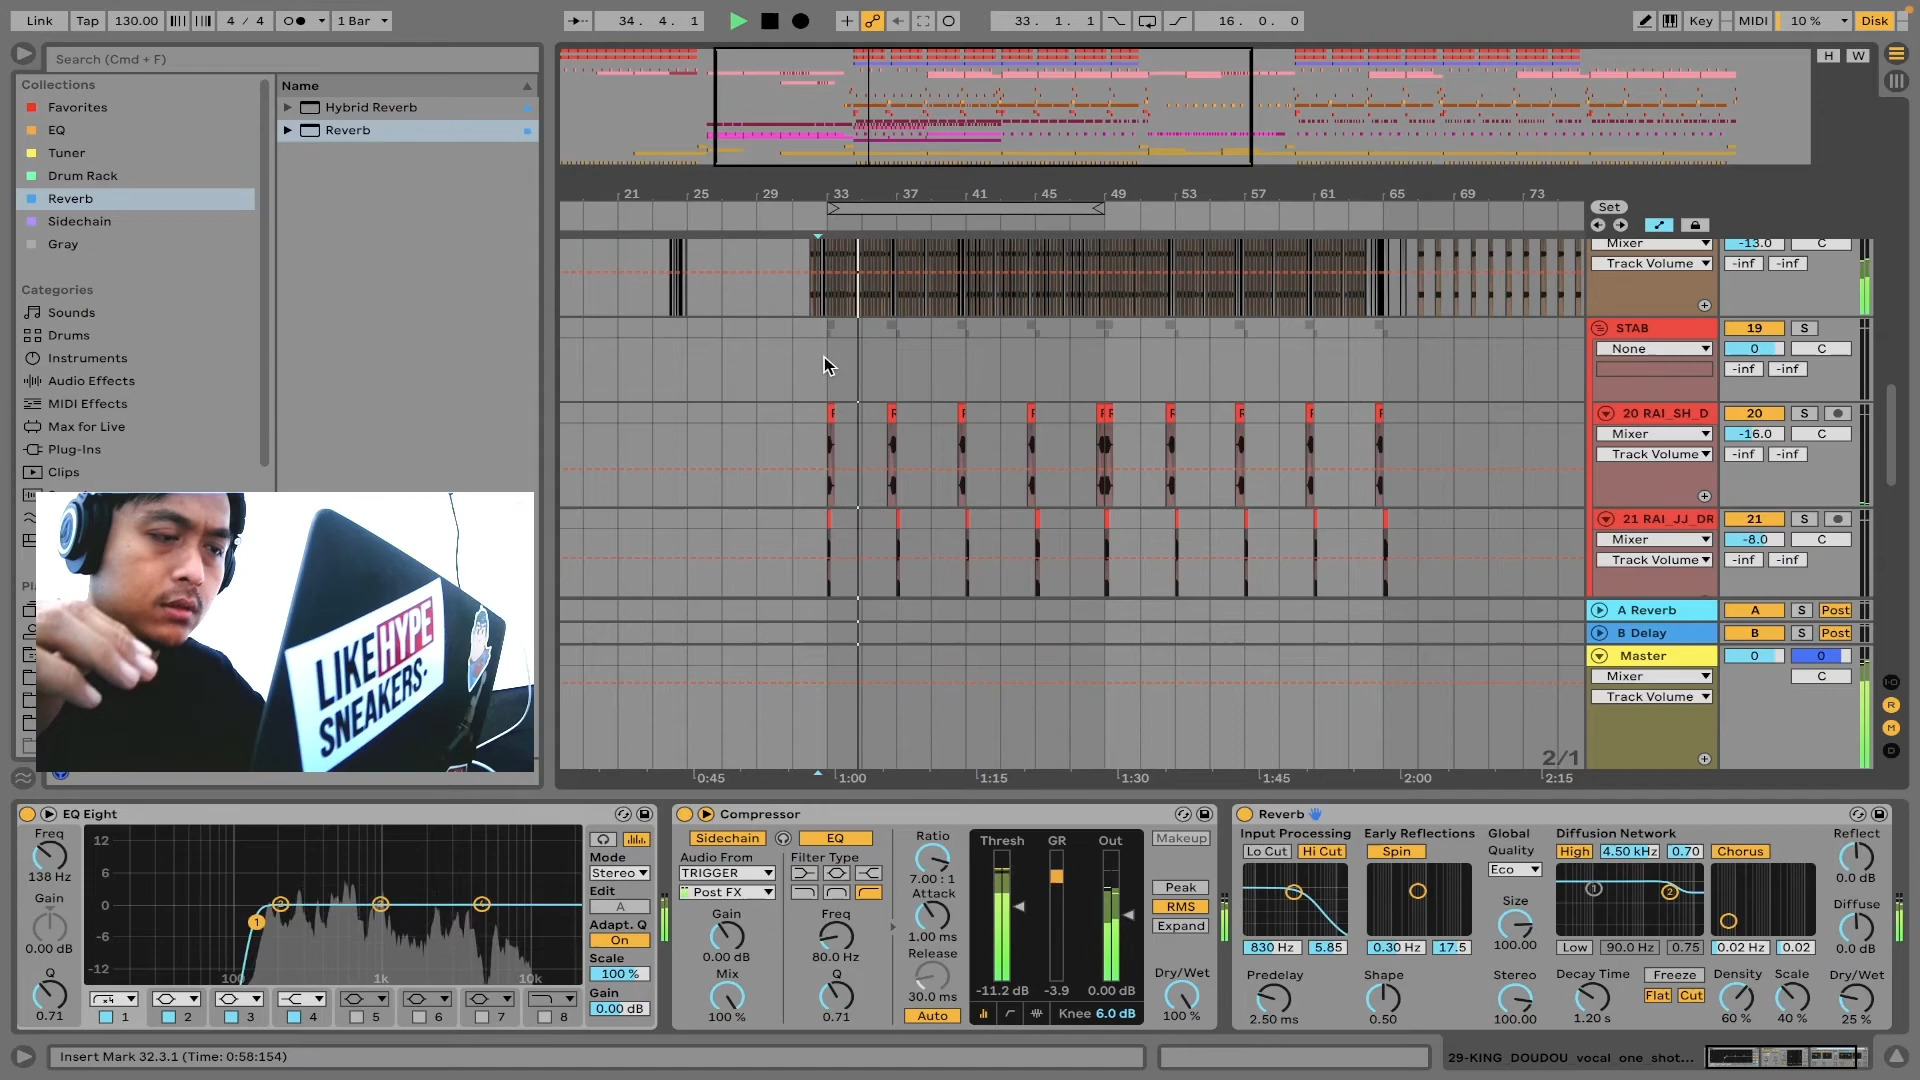 Link Tap 130.00 4 / 4 1 Bar 34. 4. 1 33. 1. 1 16. 0. 0 Key MIDI 10 % Disk
Search (Cmd + F)
H W
Collections
Favorites
EQ
Tuner
Drum Rack
Reverb
Sidechain
Gray
Categories
Sounds
Drums
Instruments
Audio Effects
MIDI Effects
Max for Live
Plug-Ins
Clips
Name
Hybrid Reverb
Reverb
LIKEHYPE
SNEAKERS.
21 25 29 33 37 41 45 49 53 57 61 65 69 73
Set
Mixer -13.0 C
Track Volume -inf -inf
STAB 19 S
None 0 C
-inf -inf
20 RAI_SH_D 20 S
Mixer -16.0 C
Track Volume -inf -inf
21 RAI_JJ_DR 21 S
Mixer -8.0 C
Track Volume -inf -inf
A Reverb A S Post
B Delay B S Post
Master 0 0
Mixer C
Track Volume
2/1
0:45 1:00 1:15 1:30 1:45 2:00 2:15
EQ Eight
Freq
138 Hz
Gain
0.00 dB
Q
0.71
12
6
0
-6
-12
100 1k 10k
1 2 3 4 5 6 7 8
Mode
Stereo
Edit
A
Adapt. Q
On
Scale
100 %
Gain
0.00 dB
Compressor
Sidechain EQ
Audio From Filter Type
TRIGGER
Post FX
Gain Freq
0.00 dB 80.0 Hz
Mix Q
100 % 0.71
Ratio
7.00 : 1
Attack
1.00 ms
Release
30.0 ms
Auto
Thresh GR Out
-11.2 dB -3.9 0.00 dB
Knee 6.0 dB
Makeup
Peak
RMS
Expand
Dry/Wet
100 %
Reverb
Input Processing Early Reflections Global Diffusion Network Reflect
Lo Cut Hi Cut Spin Quality High 4.50 kHz 0.70 Chorus
Eco 0.0 dB
Size Diffuse
100.00 0.0 dB
830 Hz 5.85 0.30 Hz 17.5 Low 90.0 Hz 0.75 0.02 Hz 0.02
Predelay Shape Stereo Decay Time Freeze Density Scale Dry/Wet
Flat Cut
2.50 ms 0.50 100.00 1.20 s 60 % 40 % 25 %
Insert Mark 32.3.1 (Time: 0:58:154)
29-KING_DOUDOU_vocal_one_shot...